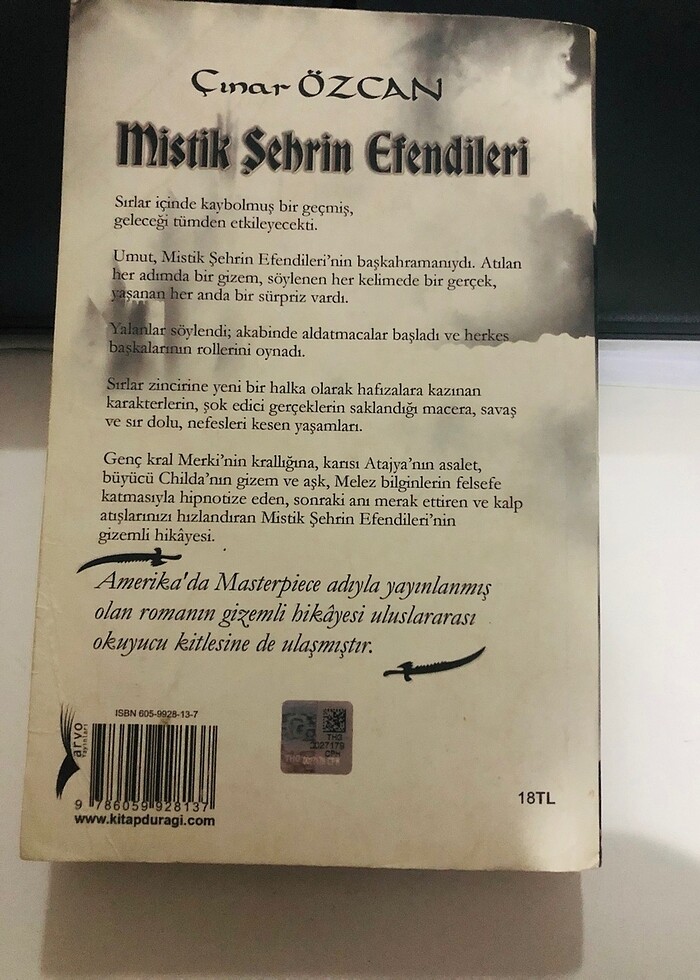 Çınar ÖZCAN
Mistik Şehrin Efendileri
Sırlar içinde kaybolmuş bir geçmiş,
geleceği tümden etkileyecekti.
Umut, Mistik Şehrin Efendileri'nin başkahramanıydı. Atılan
her adımda bir gizem, söylenen her kelimede bir gerçek,
yaşanan her anda bir sürpriz vardı.
Yalanlar söylendi; akabinde aldatmacalar başladı ve herkes
başkalarının rollerini oynadı.
Sırlar zincirine yeni bir halka olarak hafızalara kazınan
karakterlerin, şok edici gerçeklerin saklandığı macera, savaş
ve sır dolu, nefesleri kesen yaşamları.
Genç kral Merki'nin krallığına, karısı Atajya'nın asalet,
büyücü Childa'nın gizem ve aşk, Melez bilginlerin felsefe
katmasıyla hipnotize eden, sonraki anı merak ettiren ve kalp
atışlarınızı hızlandıran Mistik Şehrin Efendileri'nin
gizemli hikâyesi.
Amerika'da Masterpiece adıyla yayınlanmış
olan romanın gizemli hikâyesi uluslararası
okuyucu kitlesine de ulaşmıştır.
arvo
Yayınları
ISBN 605-9928-13-7
9 786059 928137
www.kitapduragi.com
18TL